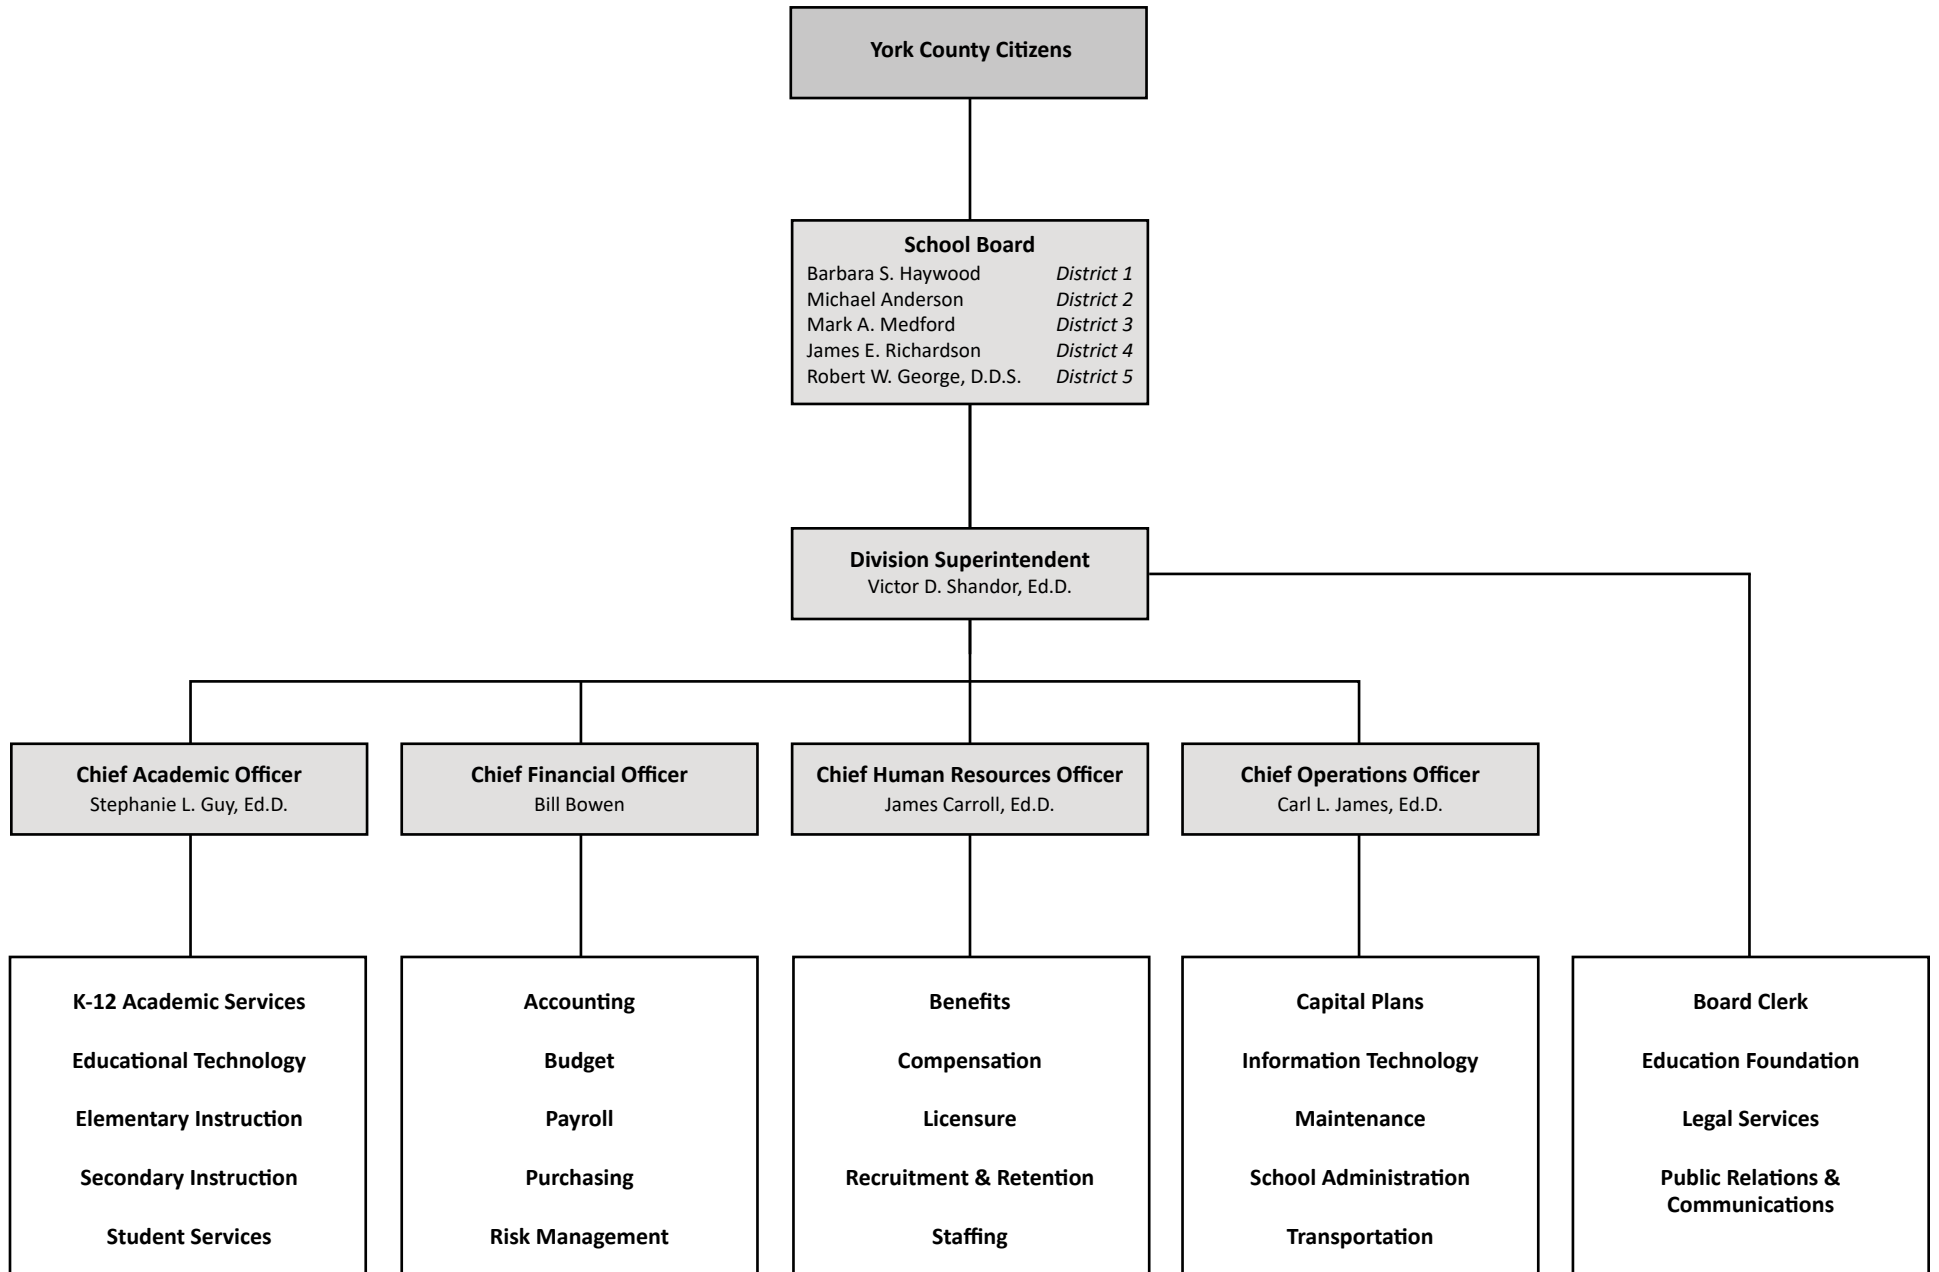 York County Citizens
School Board
Barbara S. Haywood District 1
Michael Anderson District 2
Mark A. Medford District 3
James E. Richardson District 4
Robert W. George, D.D.S. District 5
Division Superintendent
Victor D. Shandor, Ed.D.
Chief Academic Officer
Stephanie L. Guy, Ed.D.
Chief Financial Officer
Bill Bowen
Chief Human Resources Officer
James Carroll, Ed.D.
Chief Operations Officer
Carl L. James, Ed.D.
K-12 Academic Services
Educational Technology
Elementary Instruction
Secondary Instruction
Student Services
Accounting
Budget
Payroll
Purchasing
Risk Management
Benefits
Compensation
Licensure
Recruitment & Retention
Staffing
Capital Plans
Information Technology
Maintenance
School Administration
Transportation
Board Clerk
Education Foundation
Legal Services
Public Relations &
Communications